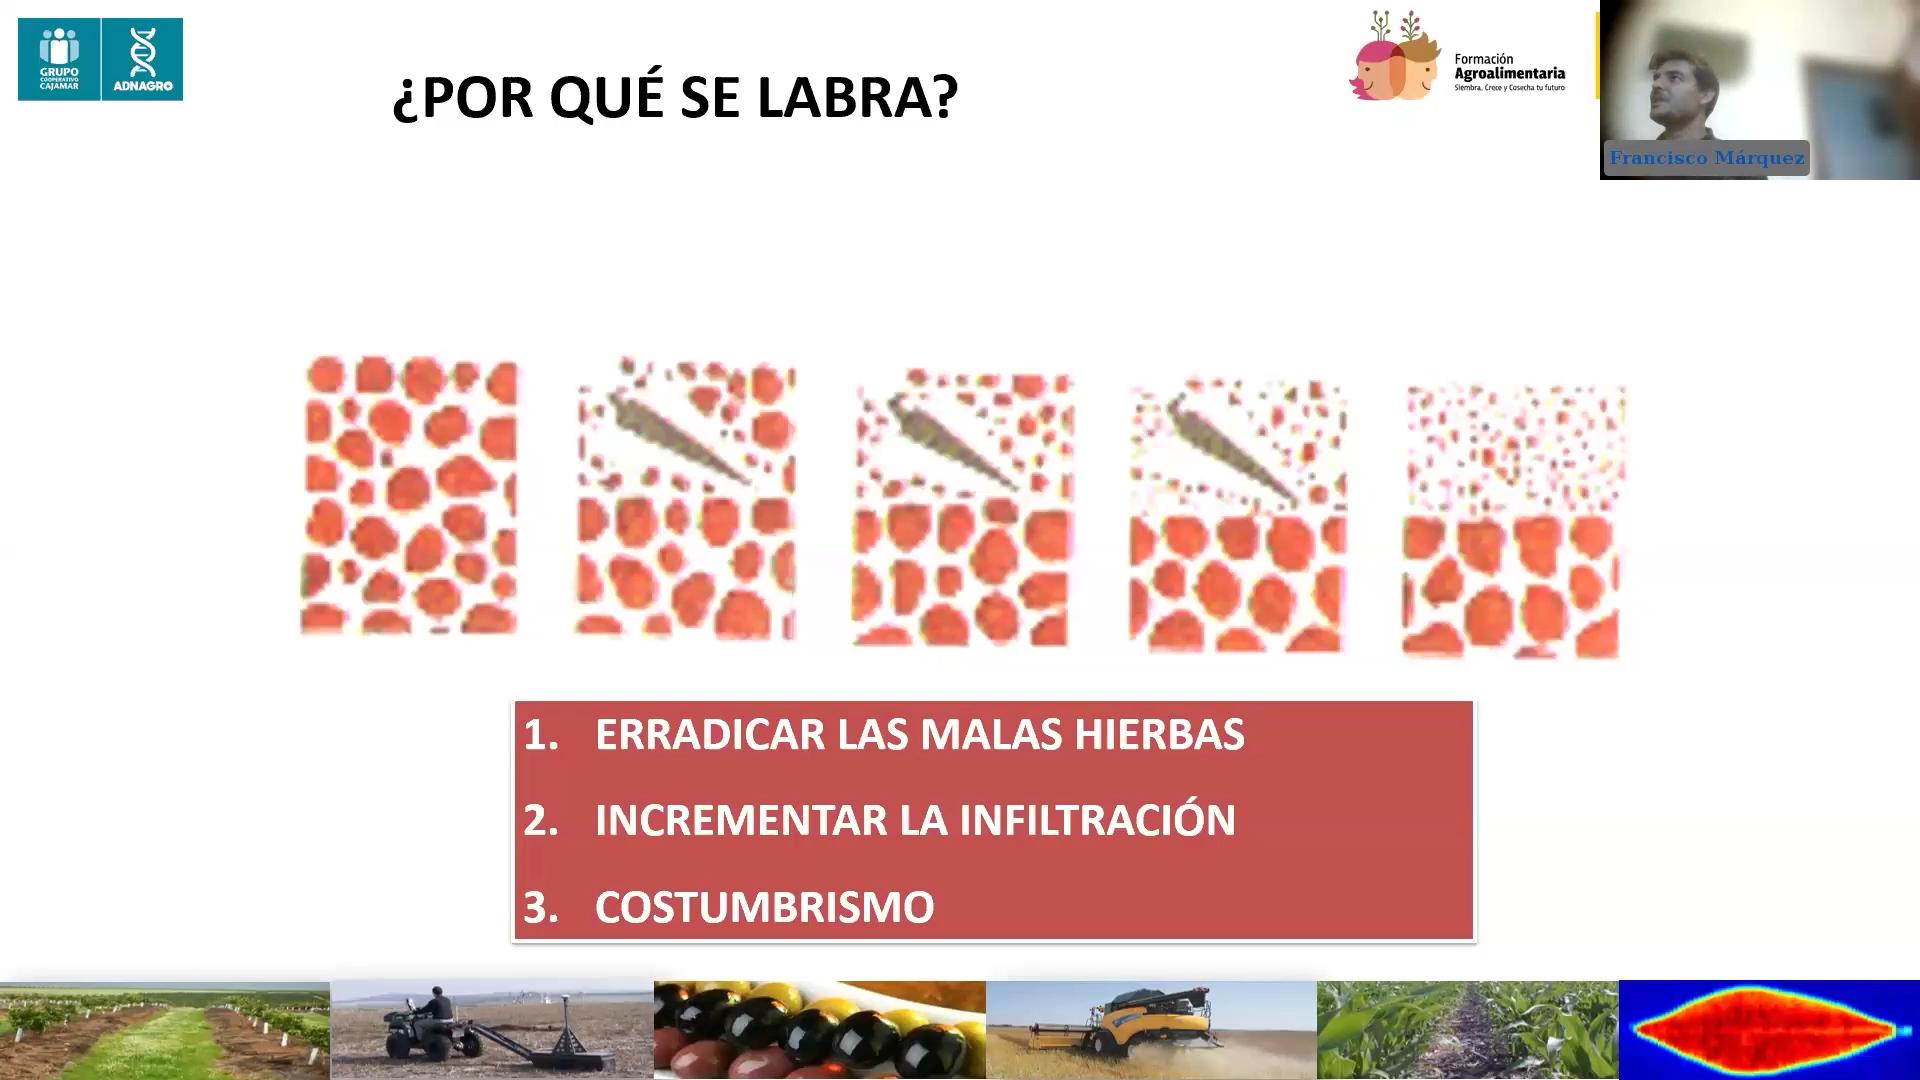 GRUPO
COOPERATIVO
CAJAMAR
ADNAGRO
¿POR QUÉ SE LABRA?
Formación
Agroalimentaria
Siembra, Crece y Cosecha tu futuro
Francisco Márquez
1. ERRADICAR LAS MALAS HIERBAS
2. INCREMENTAR LA INFILTRACIÓN
3. COSTUMBRISMO